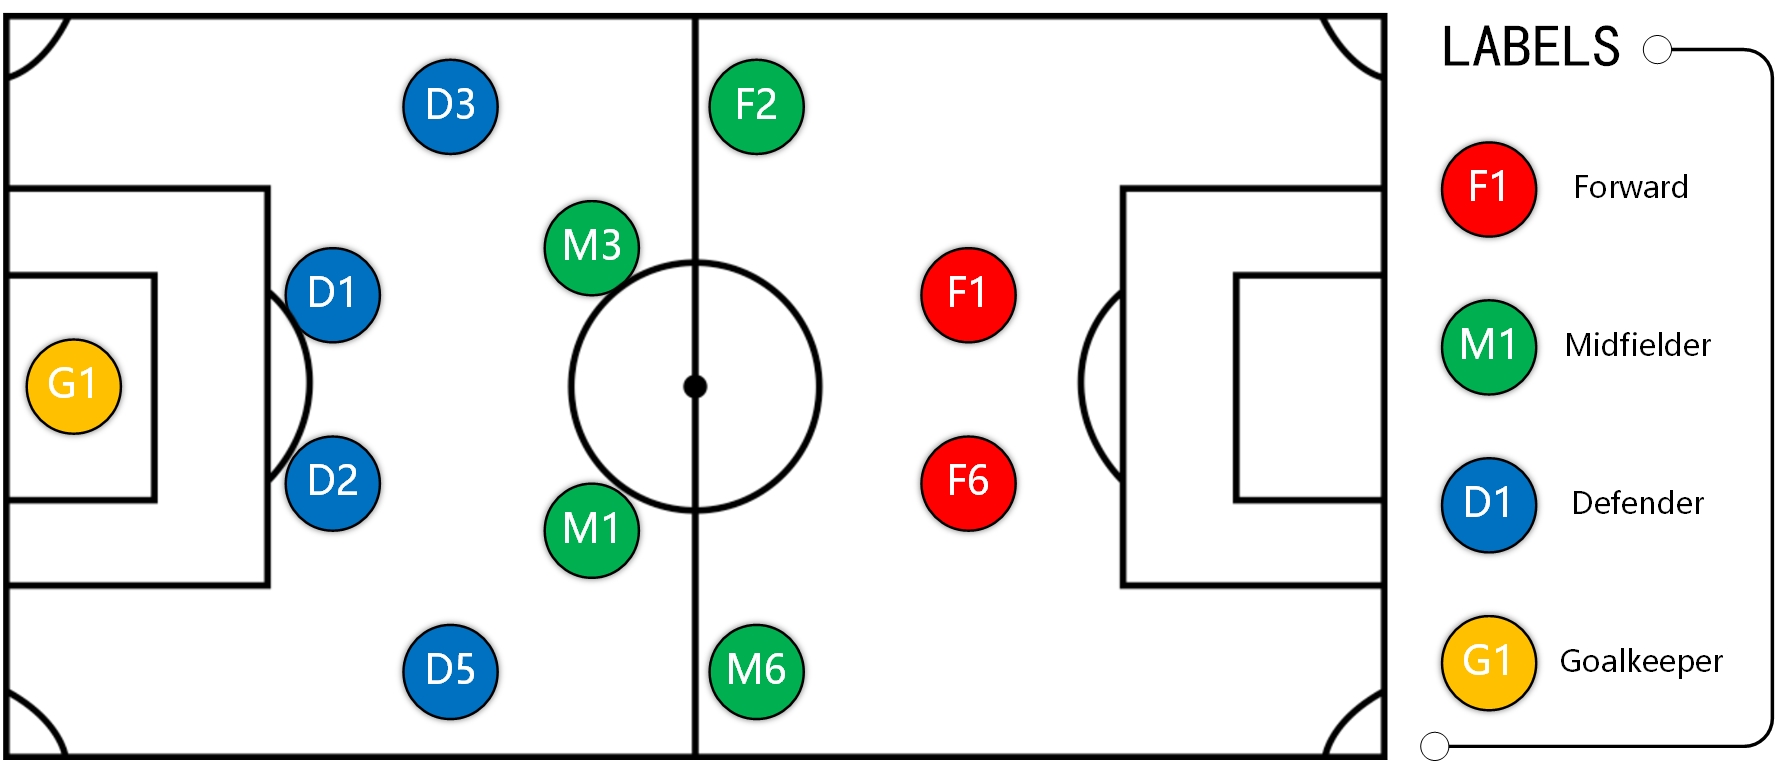 LABELS
D3
F2
F1
Forward
M3
D1
F1
M1
Midfielder
G1
D2
F6
D1
Defender
M1
D5
M6
G1
Goalkeeper